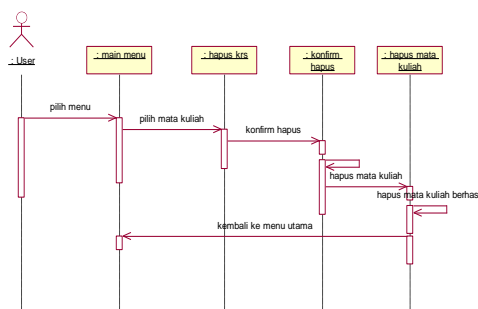 : User
: main menu
: hapus krs
: konfirm
hapus
: hapus mata
kuliah
pilih menu
pilih mata kuliah
konfirm hapus
hapus mata kuliah
hapus mata kuliah berhas
kembali ke menu utama